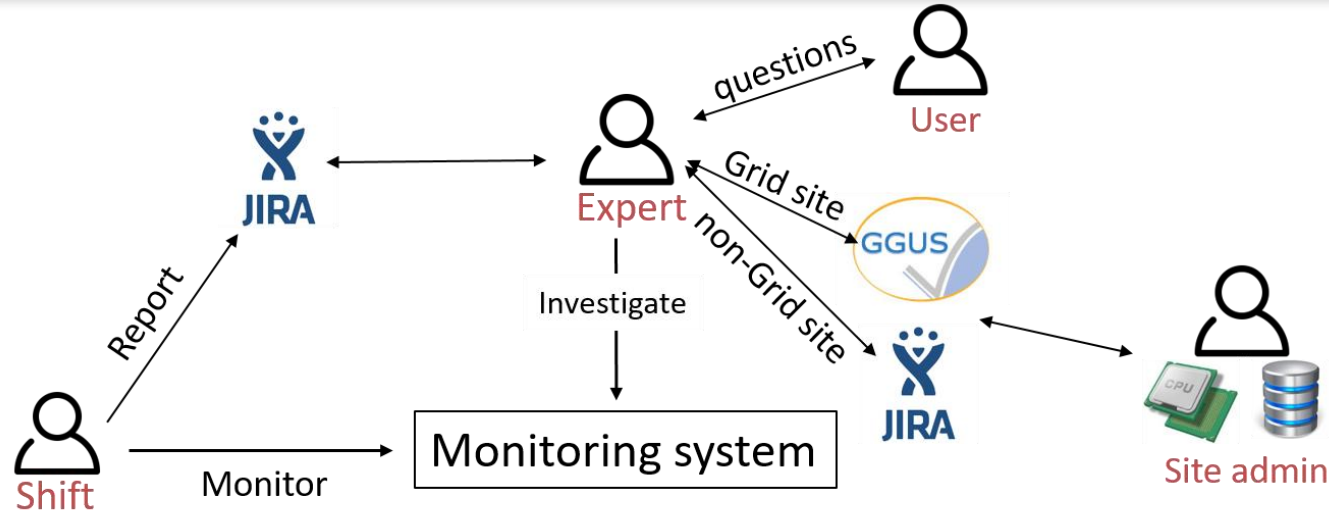 questions
User
JIRA
Expert
Grid site
GGUS
non-Grid site
Report
Investigate
JIRA
CPU
Shift
Monitor
Monitoring system
Site admin